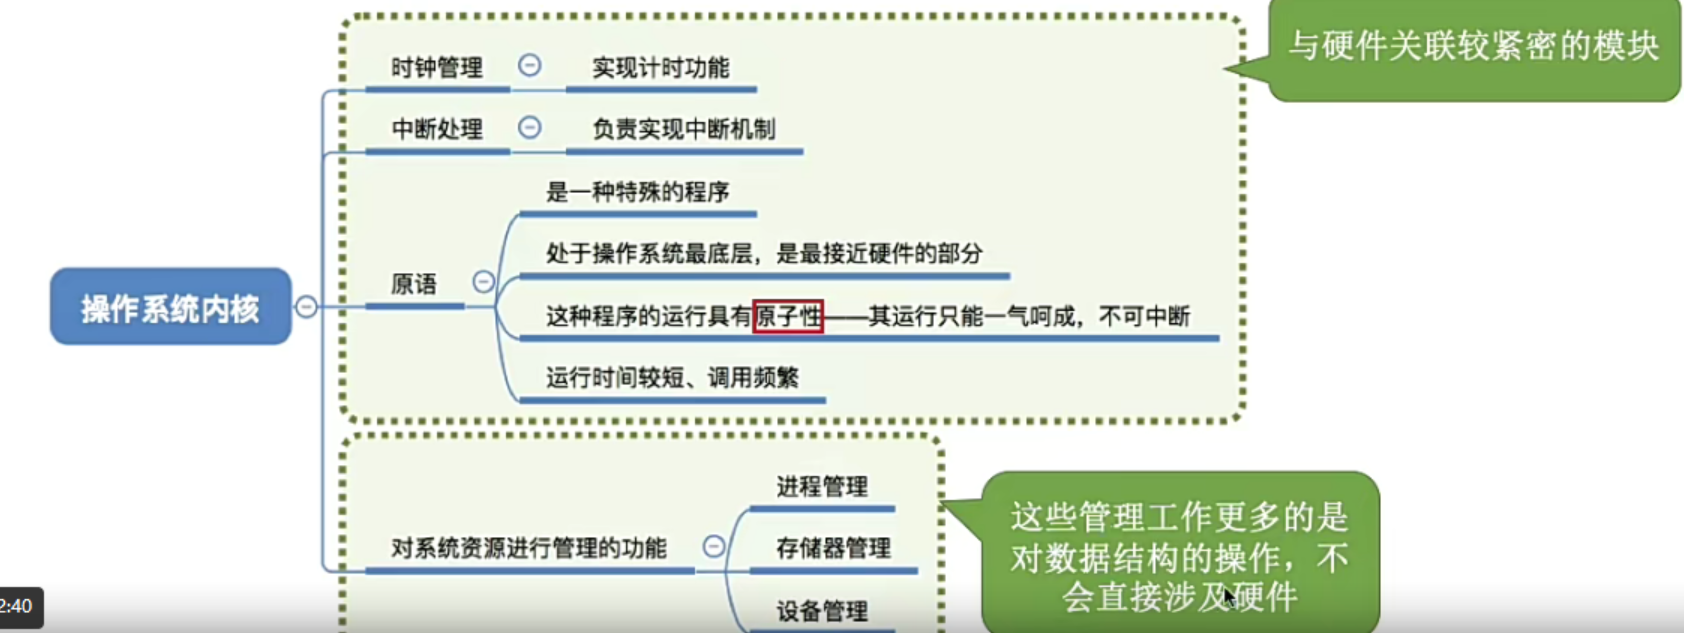 与硬件关联较紧密的模块
时钟管理
实现计时功能
中断处理
负责实现中断机制
是一种特殊的程序
处于操作系统最底层，是最接近硬件的部分
原语
操作系统内核
这种程序的运行具有原子性——其运行只能一气呵成，不可中断
运行时间较短、调用频繁
进程管理
对系统资源进行管理的功能
存储器管理
设备管理
这些管理工作更多的是
对数据结构的操作，不
会直接涉及硬件
2:40